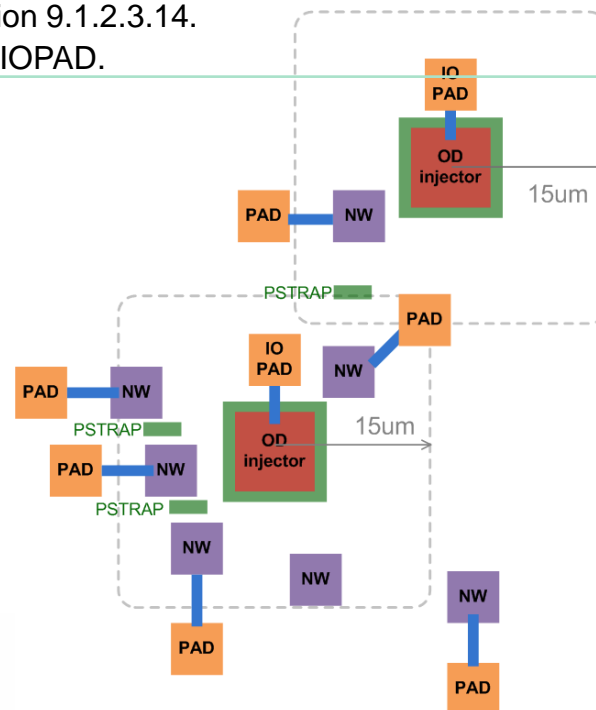 ion 9.1.2.3.14.
IOPAD.
IO
PAD
OD
injector
15um
PAD
NW
PSTRAP
PAD
IO
PAD
NW
PAD
NW
15um
PSTRAP
OD
injector
PAD
NW
PSTRAP
NW
NW
NW
PAD
PAD